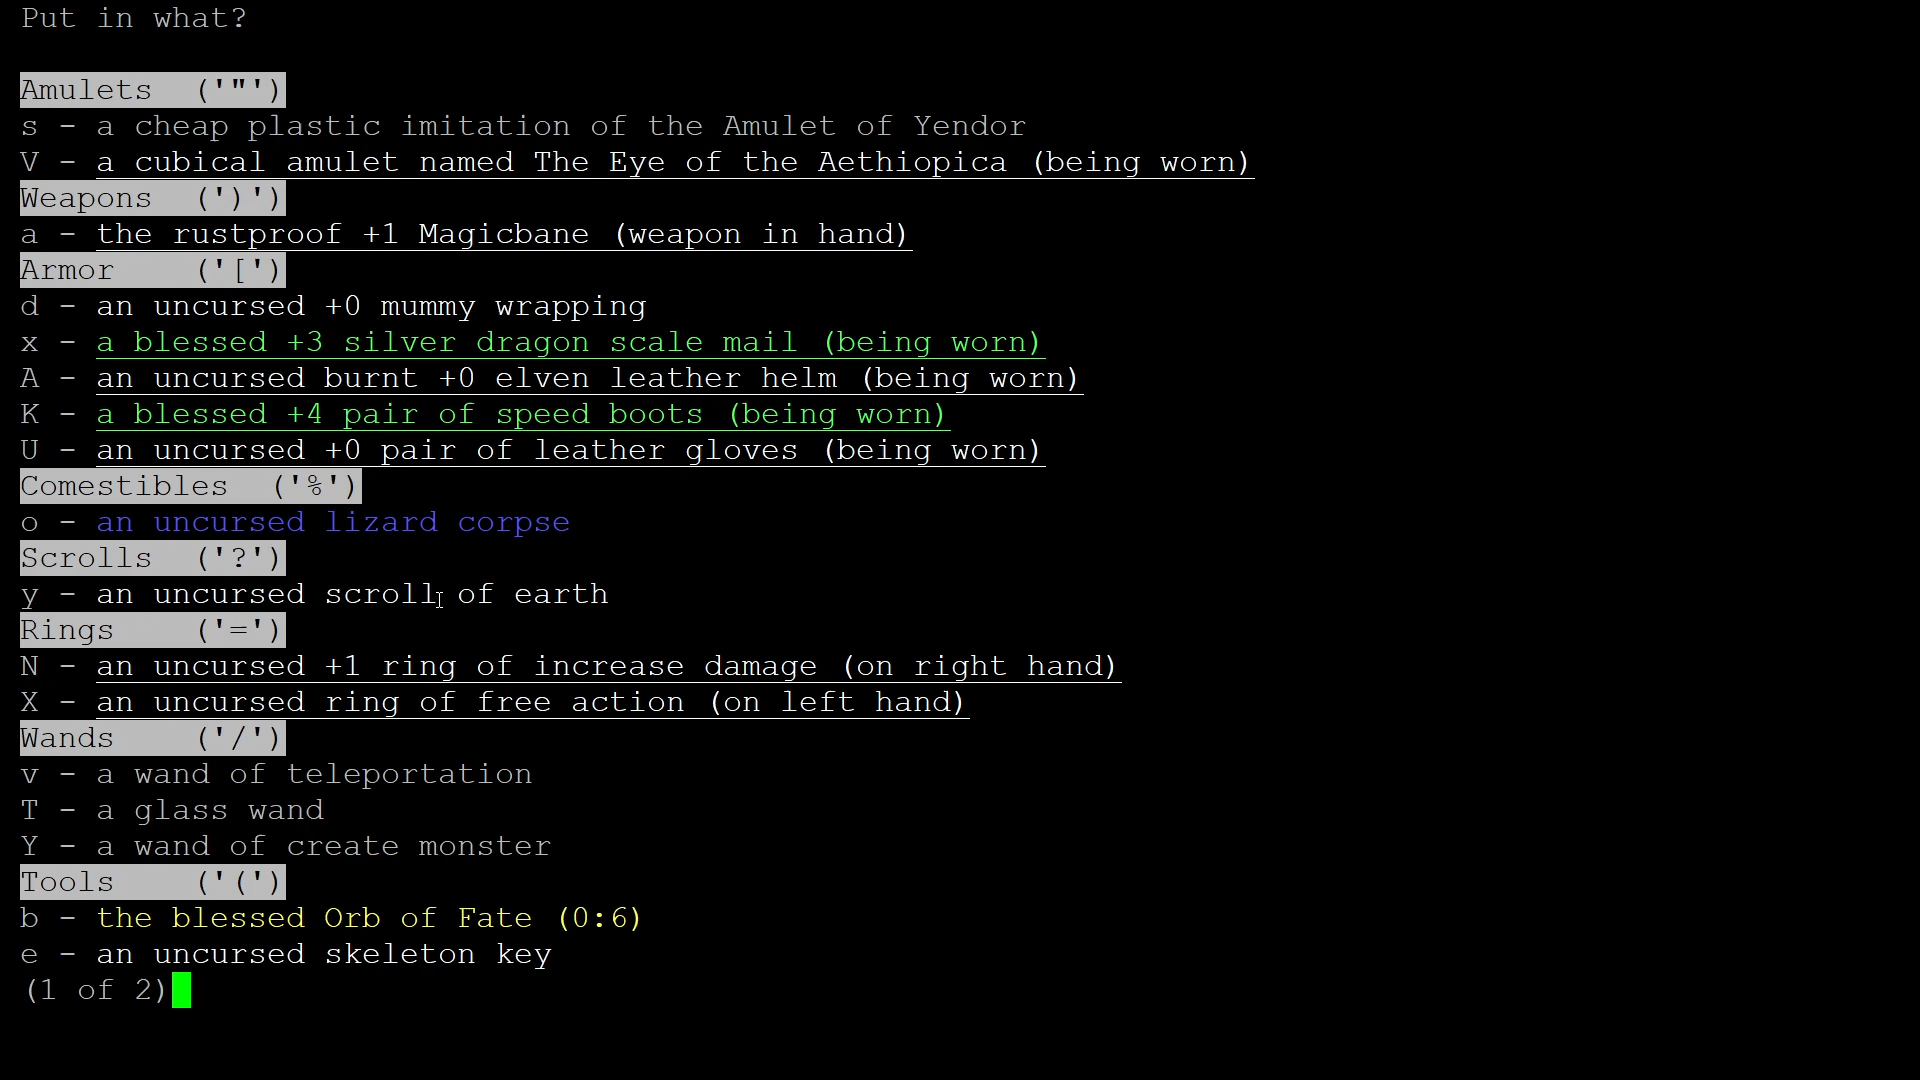 Put in what?
Amulets  ('"')
s - a cheap plastic imitation of the Amulet of Yendor
V - a cubical amulet named The Eye of the Aethiopica (being worn)
Weapons  (')')
a - the rustproof +1 Magicbane (weapon in hand)
Armor    ('[')
d - an uncursed +0 mummy wrapping
x - a blessed +3 silver dragon scale mail (being worn)
A - an uncursed burnt +0 elven leather helm (being worn)
K - a blessed +4 pair of speed boots (being worn)
U - an uncursed +0 pair of leather gloves (being worn)
Comestibles  ('%')
o - an uncursed lizard corpse
Scrolls  ('?')
y - an uncursed scroll of earth
Rings    ('=')
N - an uncursed +1 ring of increase damage (on right hand)
X - an uncursed ring of free action (on left hand)
Wands    ('/')
v - a wand of teleportation
T - a glass wand
Y - a wand of create monster
Tools    ('(')
b - the blessed Orb of Fate (0:6)
e - an uncursed skeleton key
(1 of 2)